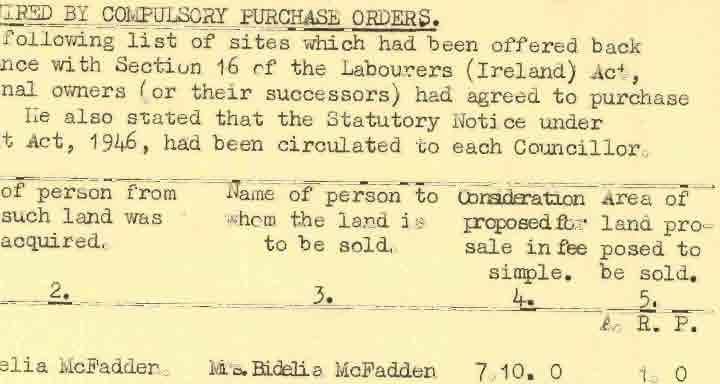 UIRED BY COMPULSORY PURCHASE ORDERS.
following list of sites which had been offered back
nce with Section 16 of the Labourers (Ireland) Act,
nal owners (or their successors) had agreed to purchase
He also stated that the Statutory Notice under
t Act, 1946, had been circulated to each Councillor.
of person from Name of person to Consideration Area of
such land was whom the land is proposed for land pro-
acquired. to be sold. sale in fee posed to
simple. be sold.
2. 3. 4. 5.
A. R. P.
elia McFadden. Mrs. Bidelia McFadden 7.10. 0 1. 0